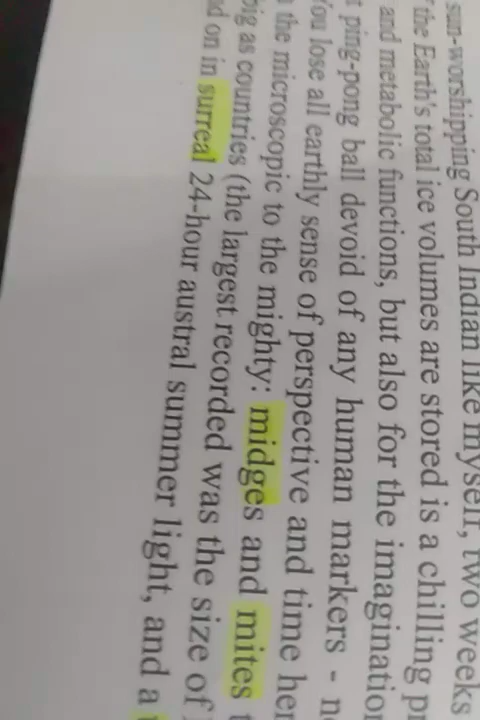 sun-worshipping South Indian like myself, two weeks
the Earth's total ice volumes are stored is a chilling
and metabolic functions, but also for the
ping-pong ball devoid of any human markers -
You lose all earthly sense of perspective and time
the microscopic to the mighty: midges and mites
big as countries (the largest recorded was the size of
on in surreal 24-hour austral summer light, and a